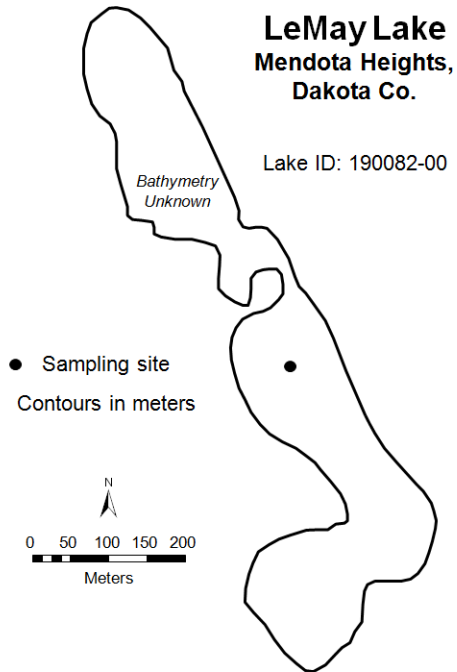 LeMay Lake
Mendota Heights,
Dakota Co.
Lake ID: 190082-00
Bathymetry
Unknown
Sampling site
Contours in meters
N
0 50 100 150 200
Meters